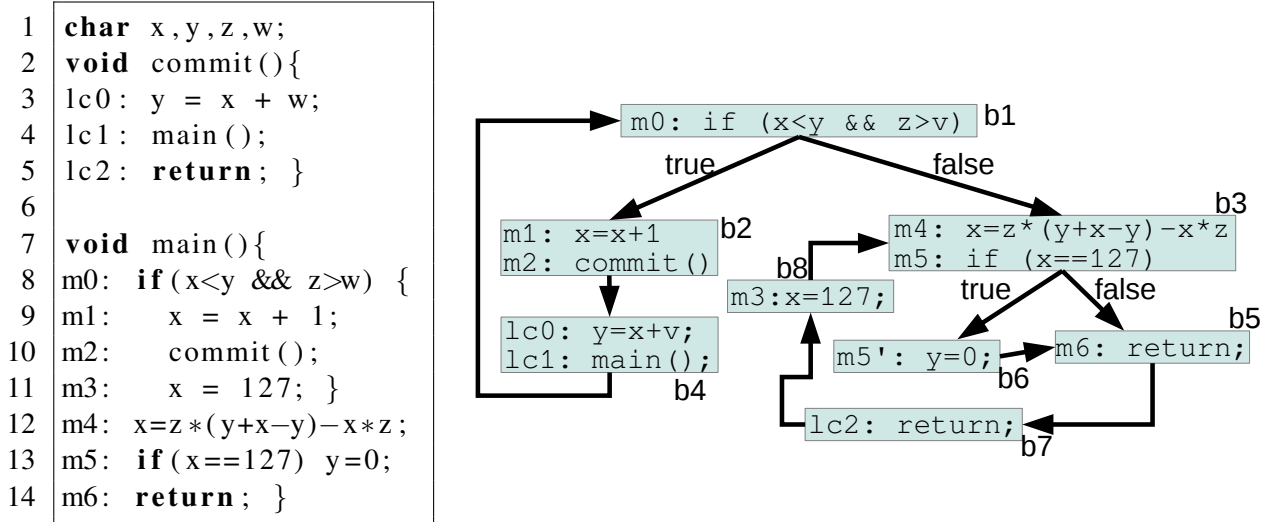 1 char x,y,z,w;
2 void commit(){
3 lc0: y = x + w;
4 lc1: main();
5 lc2: return; }
6
7 void main(){
8 m0: if(x<y && z>w) {
9 m1: x = x + 1;
10 m2: commit();
11 m3: x = 127; }
12 m4: x=z*(y+x-y)-x*z;
13 m5: if(x==127) y=0;
14 m6: return; }
m0: if (x<y && z>v) b1
true false
m1: x=x+1 b2
m2: commit()
m4: x=z*(y+x-y)-x*z b3
m5: if (x==127)
b8
m3:x=127;
true false
lc0: y=x+v;
lc1: main();
b4
m5': y=0; b6
m6: return; b5
lc2: return; b7